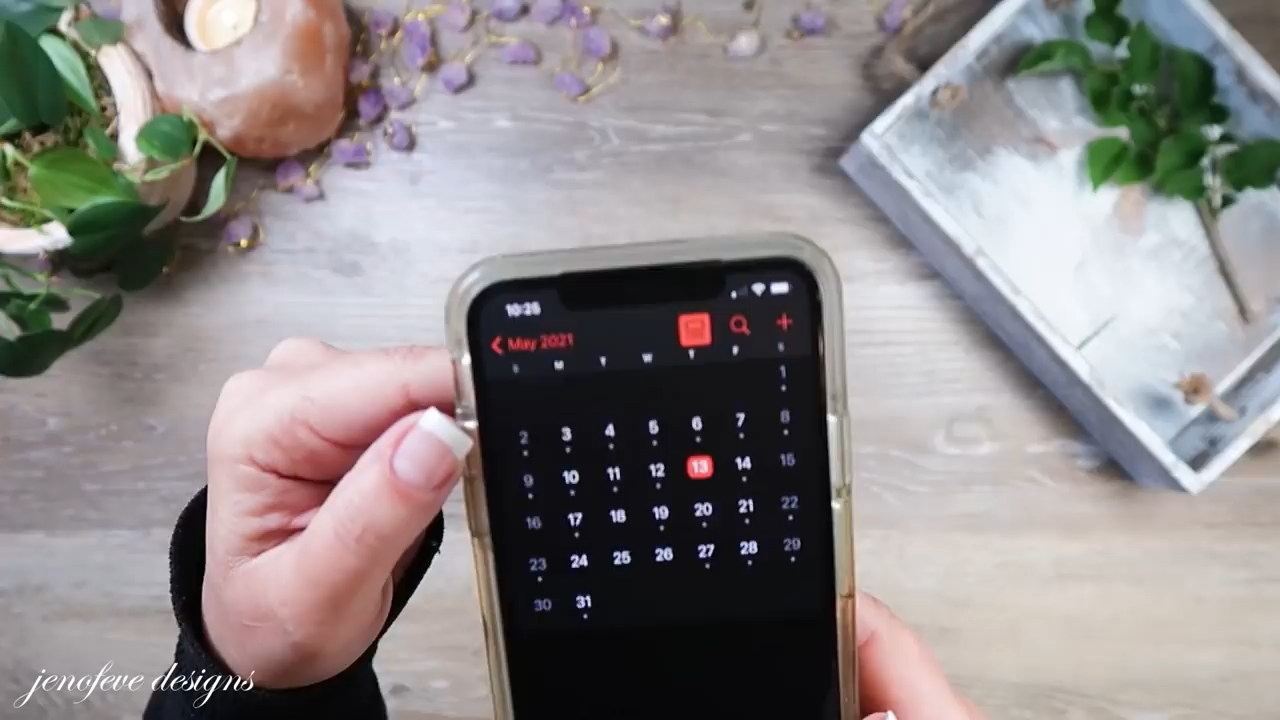 10:25
May 2021
S M T W T F S
1
2 3 4 5 6 7 8
9 10 11 12 13 14 15
16 17 18 19 20 21 22
23 24 25 26 27 28 29
30 31
jenofeve designs